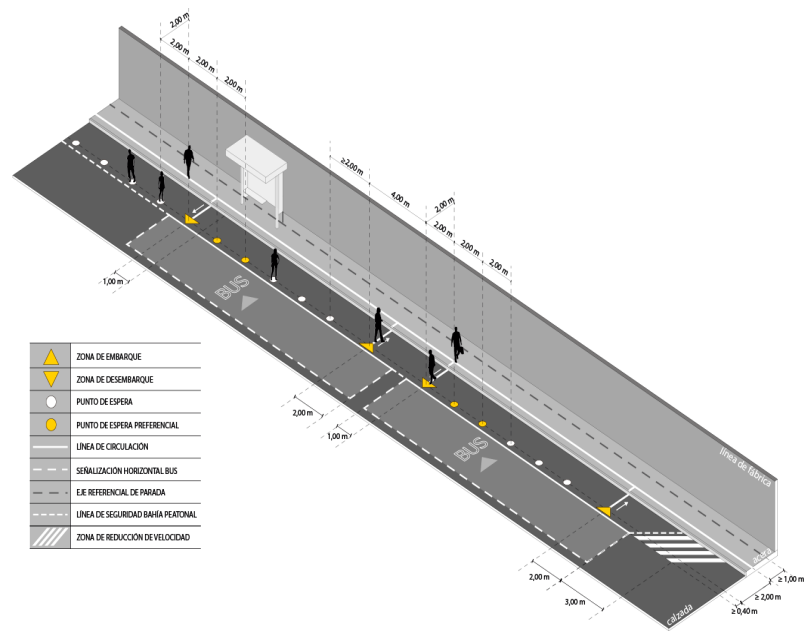 2,00 m
2,00 m
2,00 m
2,00 m
≥2,00 m
4,00 m
2,00 m
2,00 m
2,00 m
2,00 m
1,00 m
BUS
2,00 m
1,00 m
BUS
línea de fábrica
acera
calzada
2,00 m
3,00 m
≥ 0,40 m
≥ 2,00 m
≥ 1,00 m
ZONA DE EMBARQUE
ZONA DE DESEMBARQUE
PUNTO DE ESPERA
PUNTO DE ESPERA PREFERENCIAL
LÍNEA DE CIRCULACIÓN
SEÑALIZACIÓN HORIZONTAL BUS
EJE REFERENCIAL DE PARADA
LÍNEA DE SEGURIDAD BAHÍA PEATONAL
ZONA DE REDUCCIÓN DE VELOCIDAD